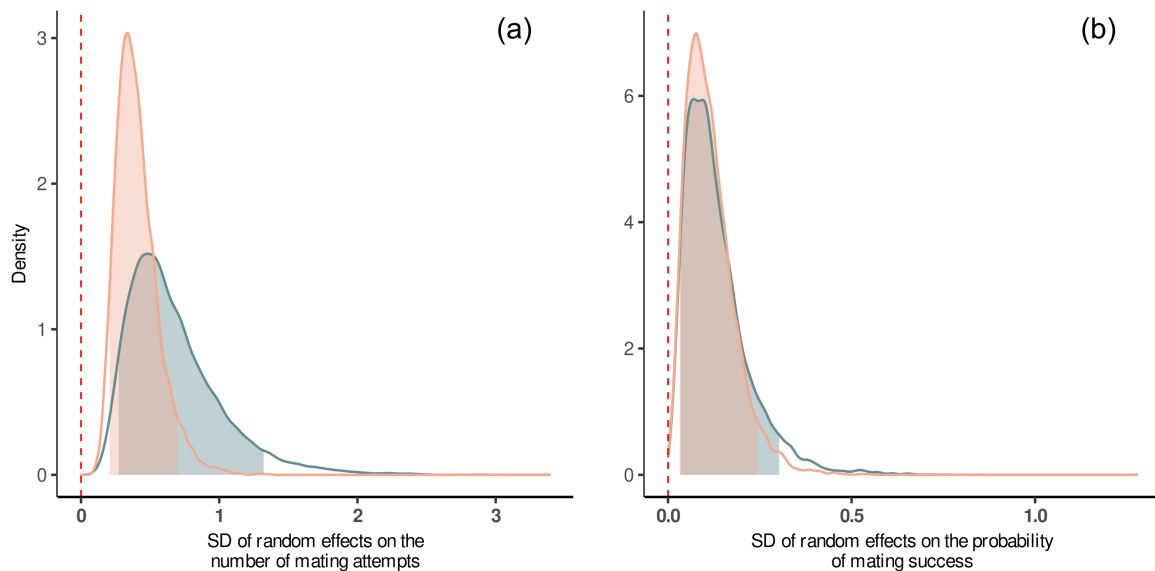 (a)
3
2
1
0
Density
0
1
2
3
SD of random effects on the
number of mating attempts
(b)
6
4
2
0
0.0
0.5
1.0
SD of random effects on the probability
of mating success